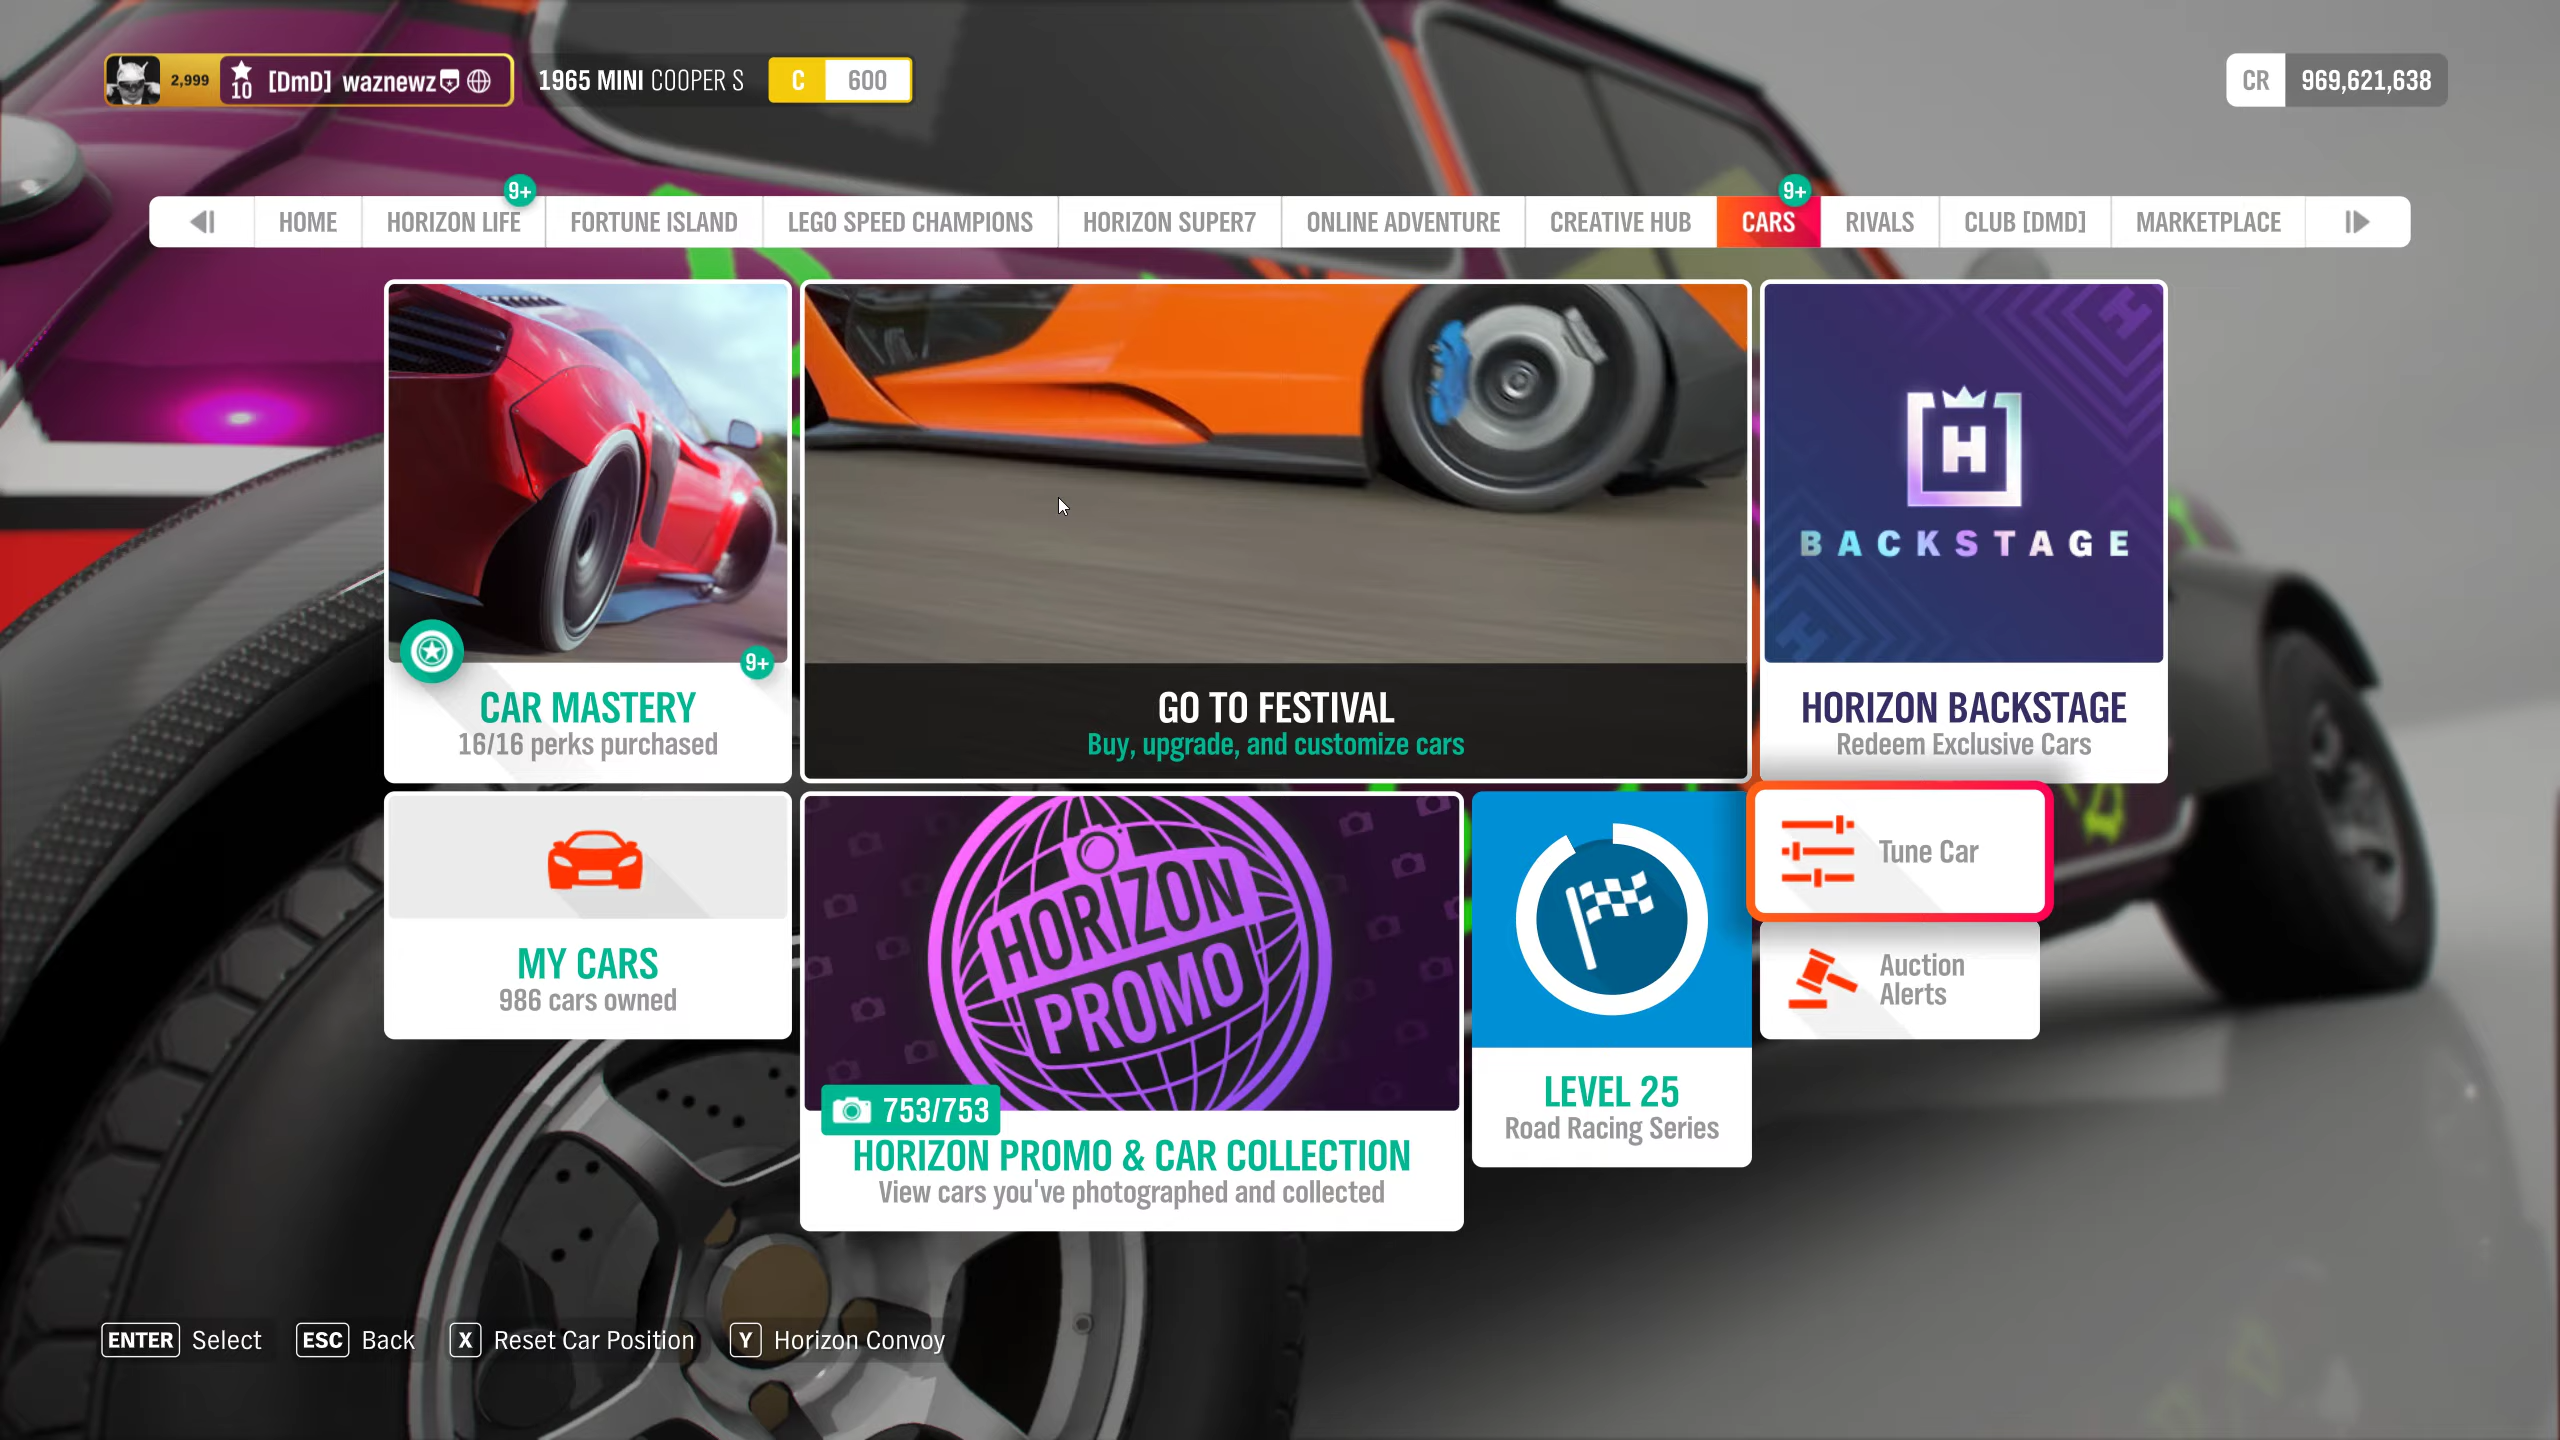 2,999
10
[DmD] waznewz
1965 MINI COOPER S
C 600
CR 969,621,638
9+
9+
HOME
HORIZON LIFE
FORTUNE ISLAND
LEGO SPEED CHAMPIONS
HORIZON SUPER7
ONLINE ADVENTURE
CREATIVE HUB
CARS
RIVALS
CLUB [DMD]
MARKETPLACE
9+
CAR MASTERY
16/16 perks purchased
GO TO FESTIVAL
Buy, upgrade, and customize cars
H
BACKSTAGE
HORIZON BACKSTAGE
Redeem Exclusive Cars
MY CARS
986 cars owned
HORIZON
PROMO
753/753
HORIZON PROMO & CAR COLLECTION
View cars you've photographed and collected
LEVEL 25
Road Racing Series
Tune Car
Auction
Alerts
ENTER Select
ESC Back
X Reset Car Position
Y Horizon Convoy